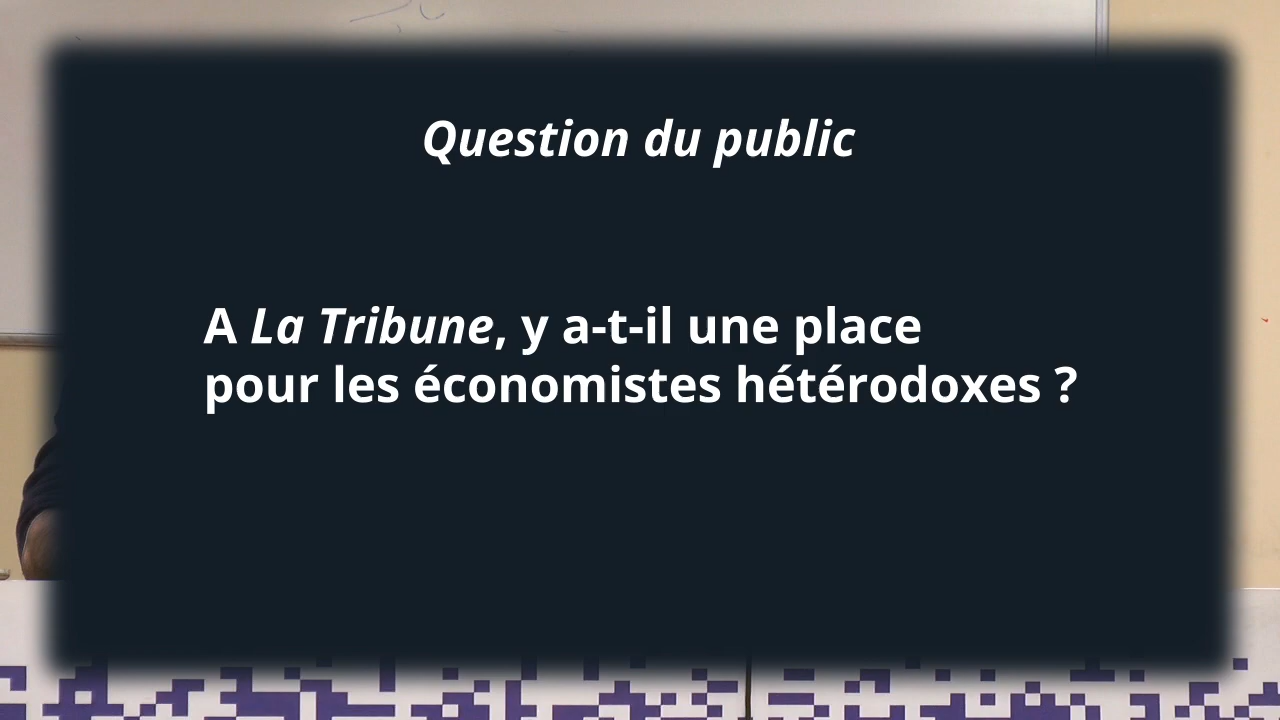 Question du public
A La Tribune, y a-t-il une place
pour les économistes hétérodoxes ?